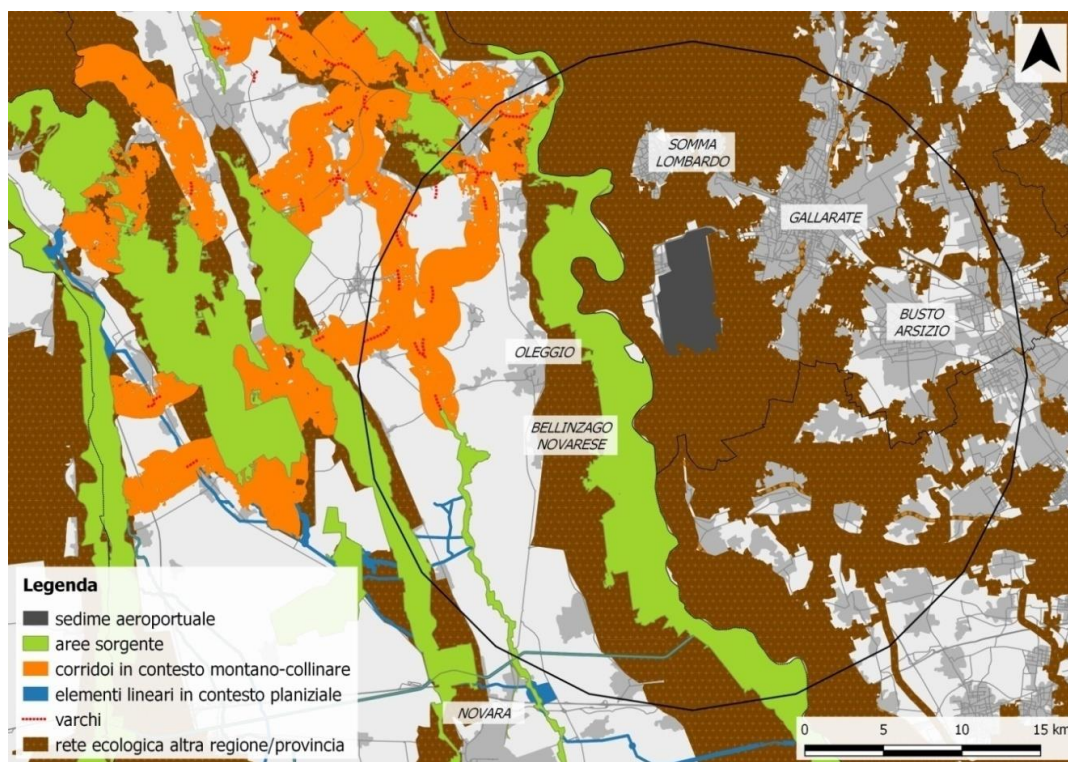 SOMMA
LOMBARDO
GALLARATE
BUSTO
ARSIZIO
OLEGGIO
BELLINZAGO
NOVARESE
NOVARA
Legenda
sedime aeroportuale
aree sorgente
corridoi in contesto montano-collinare
elementi lineari in contesto planiziale
varchi
rete ecologica altra regione/provincia
0 5 10 15 km